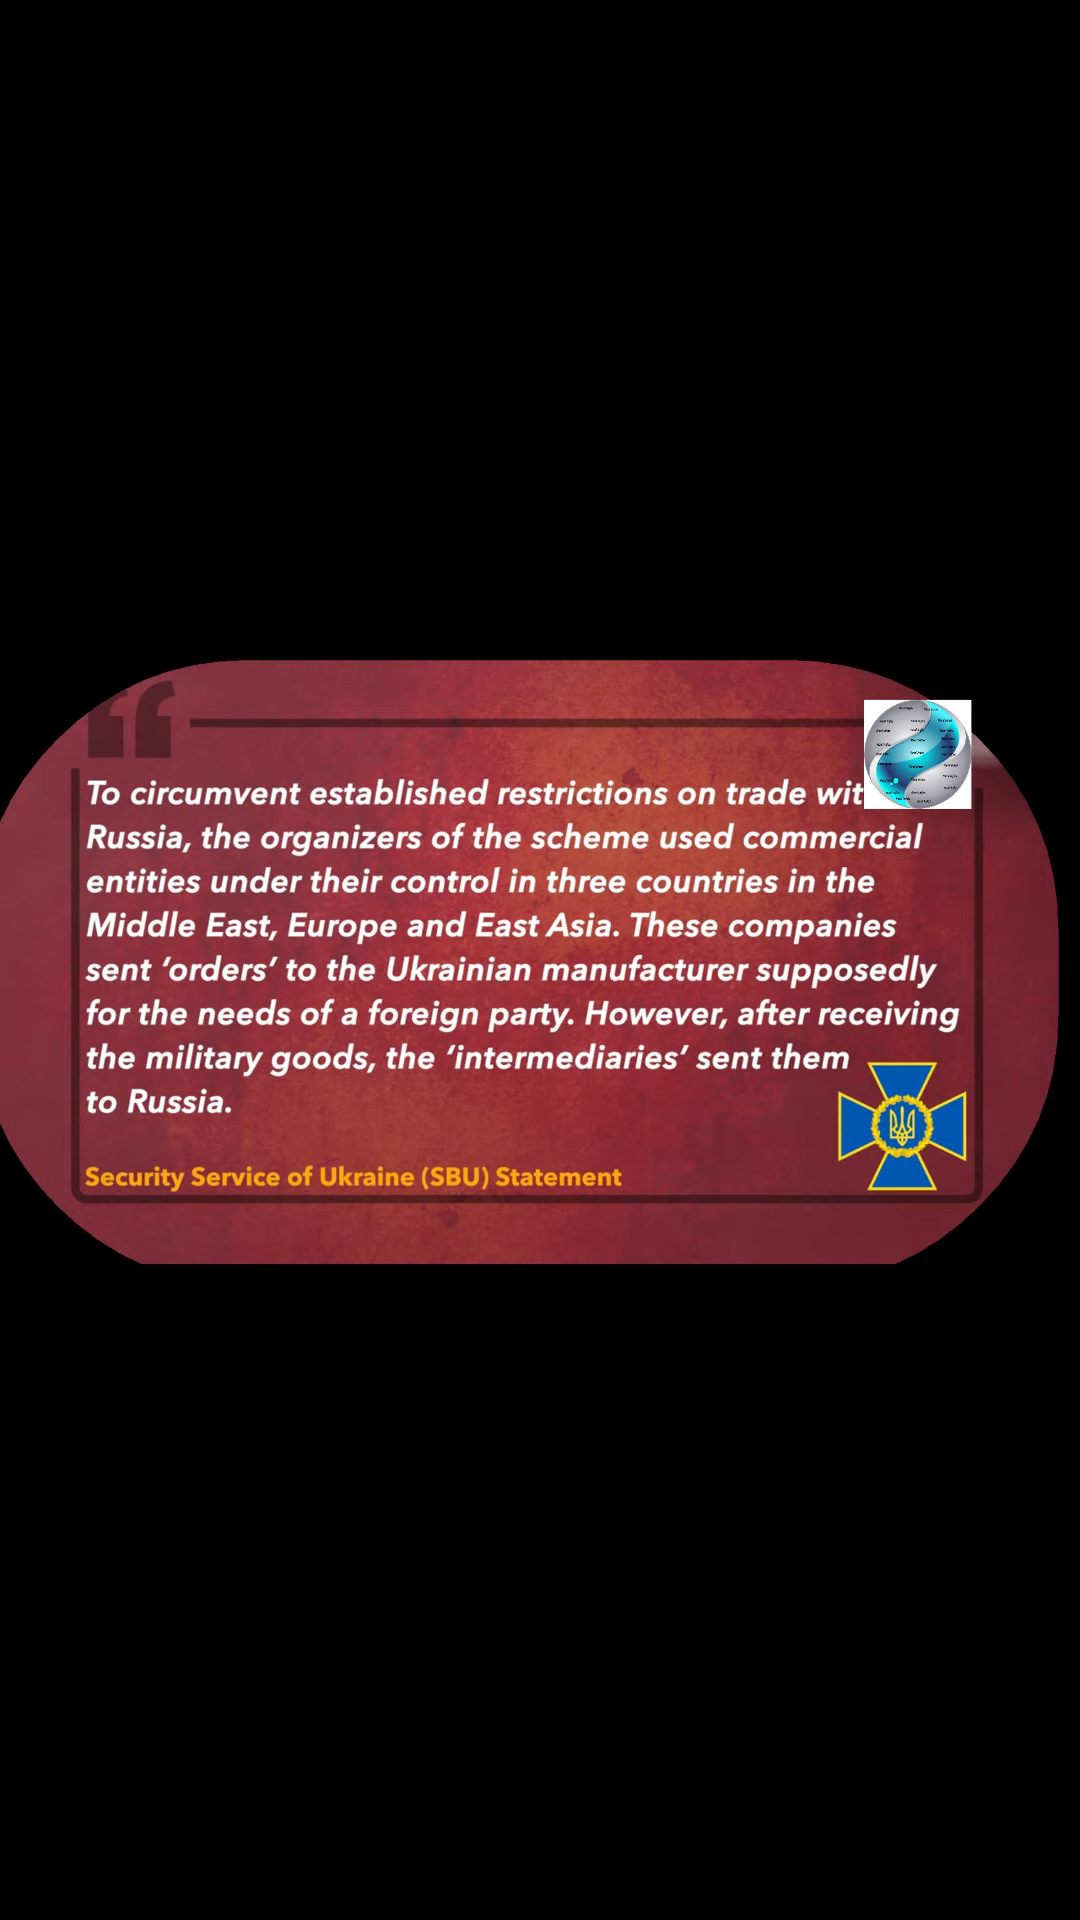 To circunvent established restrictions on trade wit
Russia, the organizers of the scheme used commercial
entities under their control in three countries in the
Middle East, Europe and East Asia. These companies
sent ‘orders’ to the Ukrainian manufacturer supposedly
for the needs of a foreign party. However, after receiving
the military goods, the ‘intermediaries’ sent them
to Russia.
Security Service of Ukraine (SBU) Statement